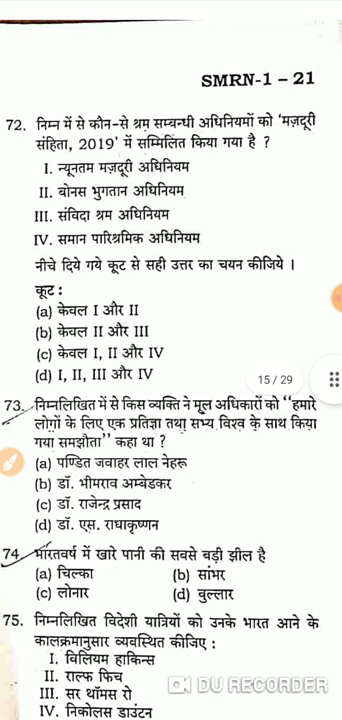 SMRN-1 – 21
72. निम्न में से कौन-से श्रम सम्बन्धी अधिनियमों को 'मज़दूरी
संहिता, 2019' में सम्मिलित किया गया है ?
I. न्यूनतम मज़दूरी अधिनियम
II. बोनस भुगतान अधिनियम
III. संविदा श्रम अधिनियम
IV. समान पारिश्रमिक अधिनियम
नीचे दिये गये कूट से सही उत्तर का चयन कीजिये ।
कूट :
(a) केवल I और II
(b) केवल II और III
(c) केवल I, II और IV
(d) I, II, III और IV
15 / 29
73. निम्नलिखित में से किस व्यक्ति ने मूल अधिकारों को ‘‘हमारे
लोगों के लिए एक प्रतिज्ञा तथा सभ्य विश्व के साथ किया
गया समझौता’’ कहा था ?
(a) पण्डित जवाहर लाल नेहरू
(b) डॉ. भीमराव अम्बेडकर
(c) डॉ. राजेन्द्र प्रसाद
(d) डॉ. एस. राधाकृष्णन
74. भारतवर्ष में खारे पानी की सबसे बड़ी झील है
(a) चिल्का (b) सांभर
(c) लोनार (d) वुल्लार
75. निम्नलिखित विदेशी यात्रियों को उनके भारत आने के
कालक्रमानुसार व्यवस्थित कीजिए :
I. विलियम हाकिन्स
II. राल्फ फिच
III. सर थॉमस रो
DU RECORDER
IV. निकोलस डाउंटन